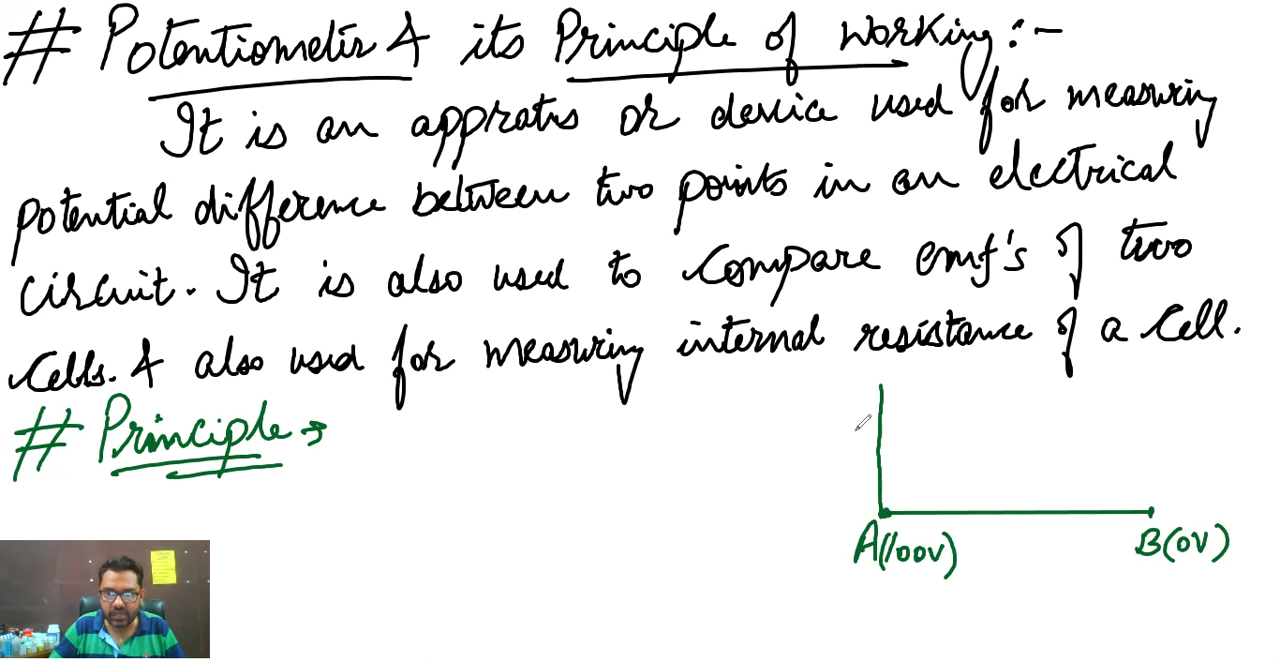 # Potentiometer & its Principle of Working:-
It is an appratus or device used for measuring
potential difference between two points in an electrical
circuit. It is also used to compare emf's of two
cells. & also used for measuring internal resistance of a cell.
# Principle →
A(100V)
B(0V)